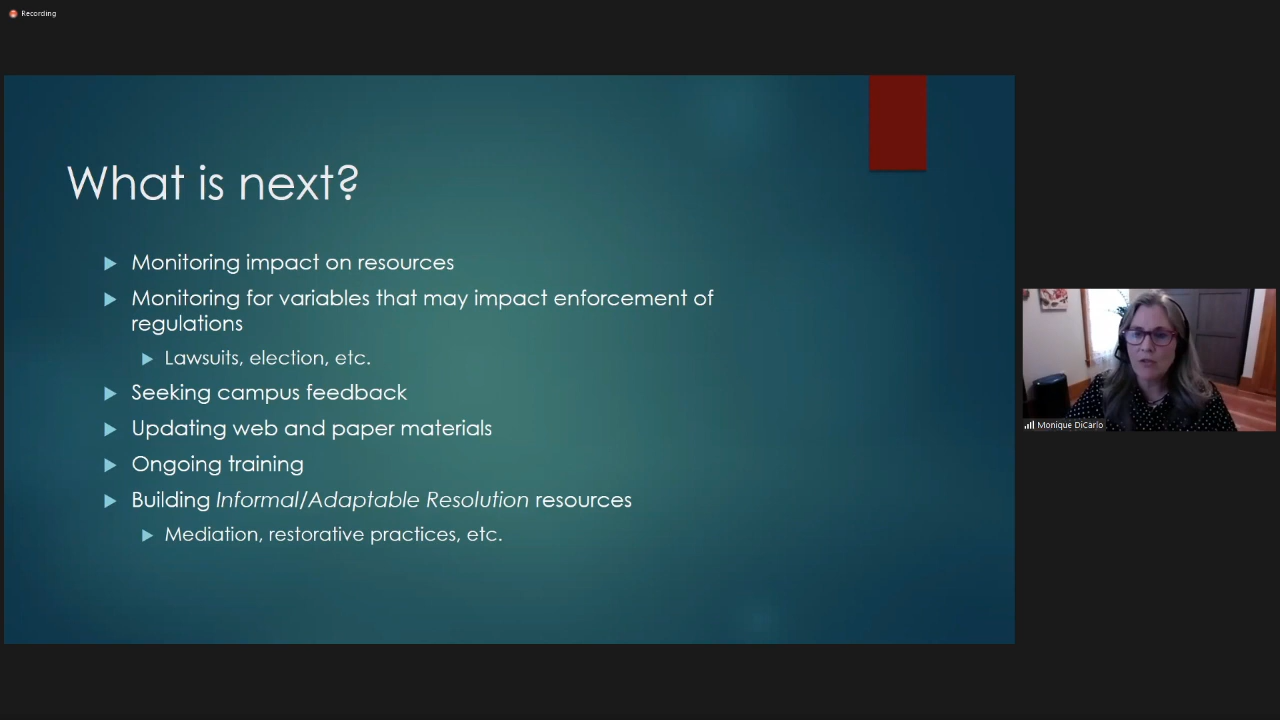 Recording
What is next?
Monitoring impact on resources
Monitoring for variables that may impact enforcement of
regulations
Lawsuits, election, etc.
Seeking campus feedback
Updating web and paper materials
Ongoing training
Building Informal/Adaptable Resolution resources
Mediation, restorative practices, etc.
Monique DiCarlo